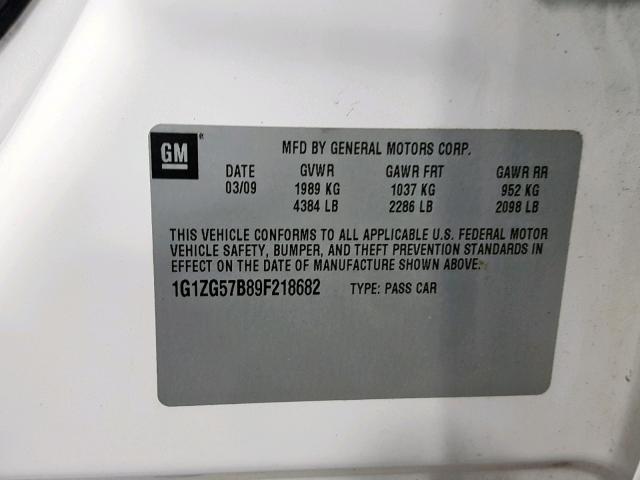 GM ®
MFD BY GENERAL MOTORS CORP.
DATE GVWR GAWR FRT GAWR RR
03/09 1989 KG 1037 KG 952 KG
4384 LB 2286 LB 2098 LB
THIS VEHICLE CONFORMS TO ALL APPLICABLE U.S. FEDERAL MOTOR
VEHICLE SAFETY, BUMPER, AND THEFT PREVENTION STANDARDS IN
EFFECT ON THE DATE OF MANUFACTURE SHOWN ABOVE.
1G1ZG57B89F218682 TYPE: PASS CAR